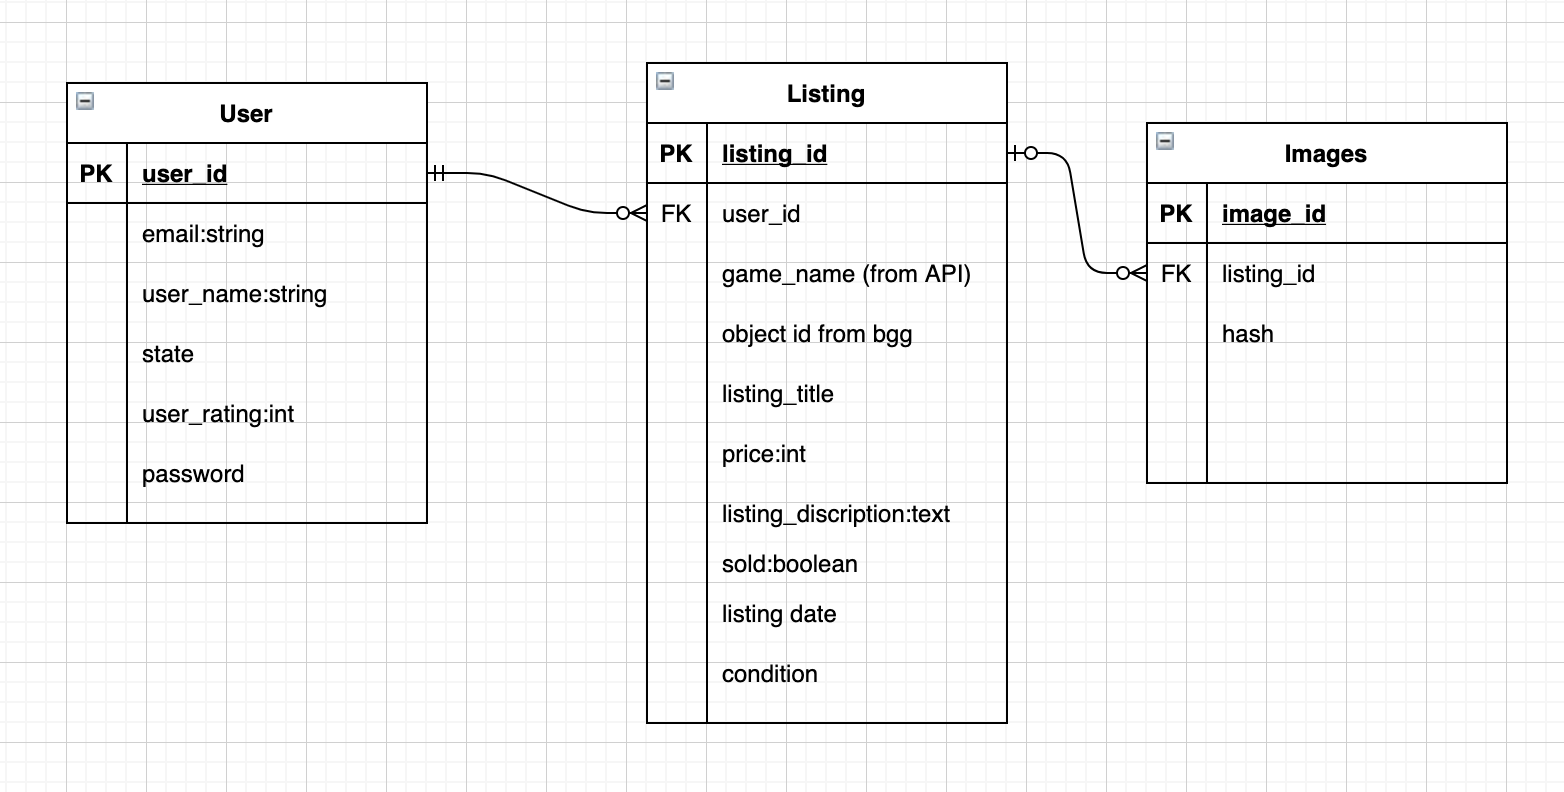 User
PK user_id
email:string
user_name:string
state
user_rating:int
password
Listing
PK listing_id
FK user_id
game_name (from API)
object id from bgg
listing_title
price:int
listing_discription:text
sold:boolean
listing date
condition
Images
PK image_id
FK listing_id
hash